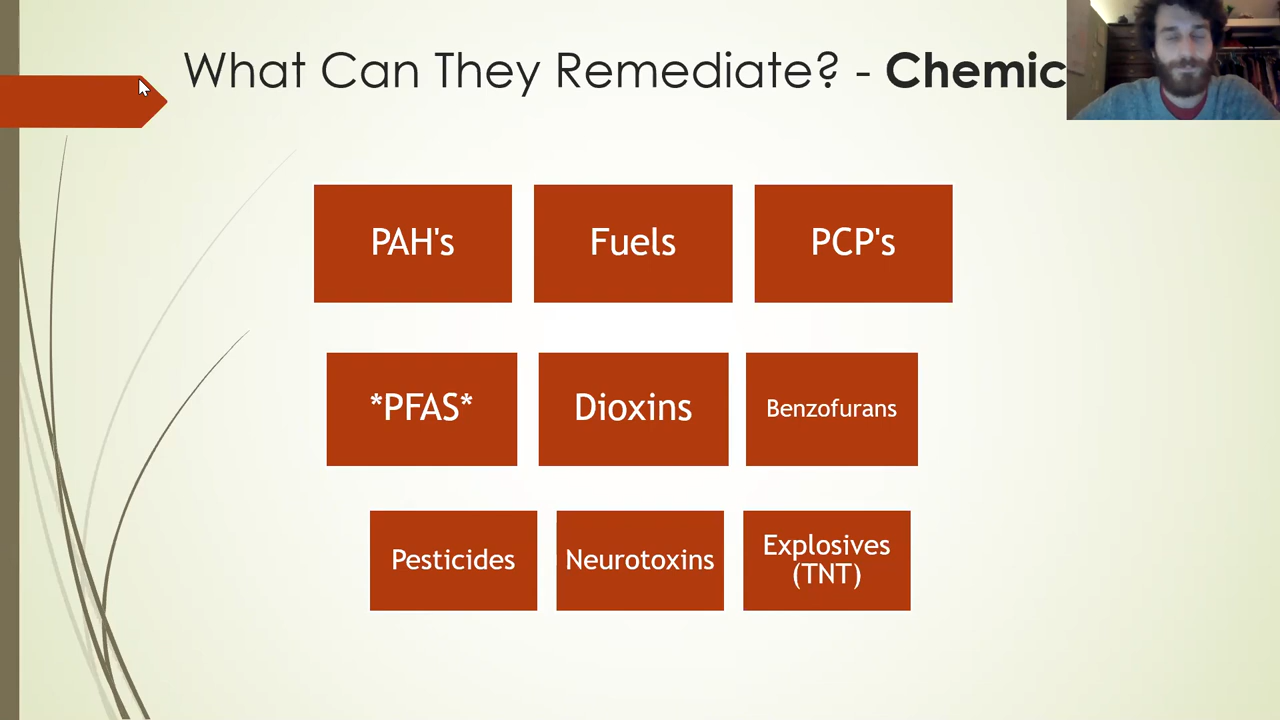 What Can They Remediate? - Chemic
PAH's
Fuels
PCP's
*PFAS*
Dioxins
Benzofurans
Pesticides
Neurotoxins
Explosives
(TNT)